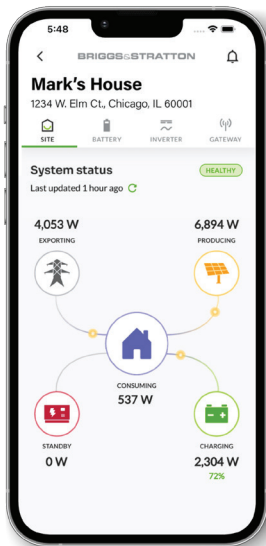 5:48
BRIGGS&STRATTON
Mark's House
1234 W. Elm Ct., Chicago, IL 60001
SITE BATTERY INVERTER GATEWAY
System status HEALTHY
Last updated 1 hour ago
4,053 W 6,894 W
EXPORTING PRODUCING
CONSUMING
537 W
STANDBY CHARGING
0 W 2,304 W
72%